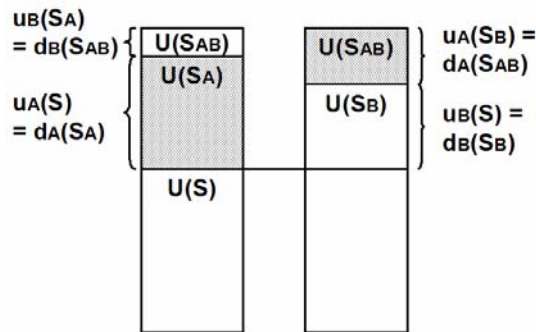 uB(SA)
= dB(SAB)
uA(S)
= dA(SA)
U(SAB)
U(SA)
U(S)
U(SAB)
U(SB)
uA(SB) =
dA(SAB)
uB(S) =
dB(SB)